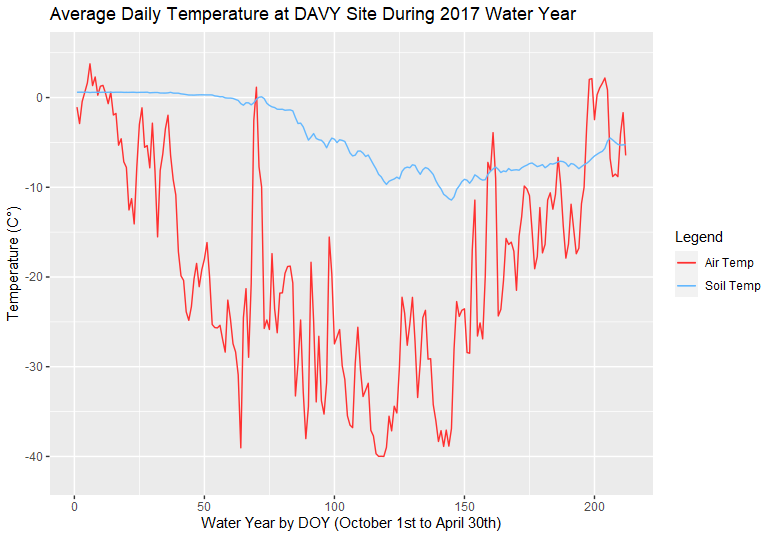 Average Daily Temperature at DAVY Site During 2017 Water Year
Temperature (C°)
0
-10
-20
-30
-40
0
50
100
150
200
Water Year by DOY (October 1st to April 30th)
Legend
Air Temp
Soil Temp